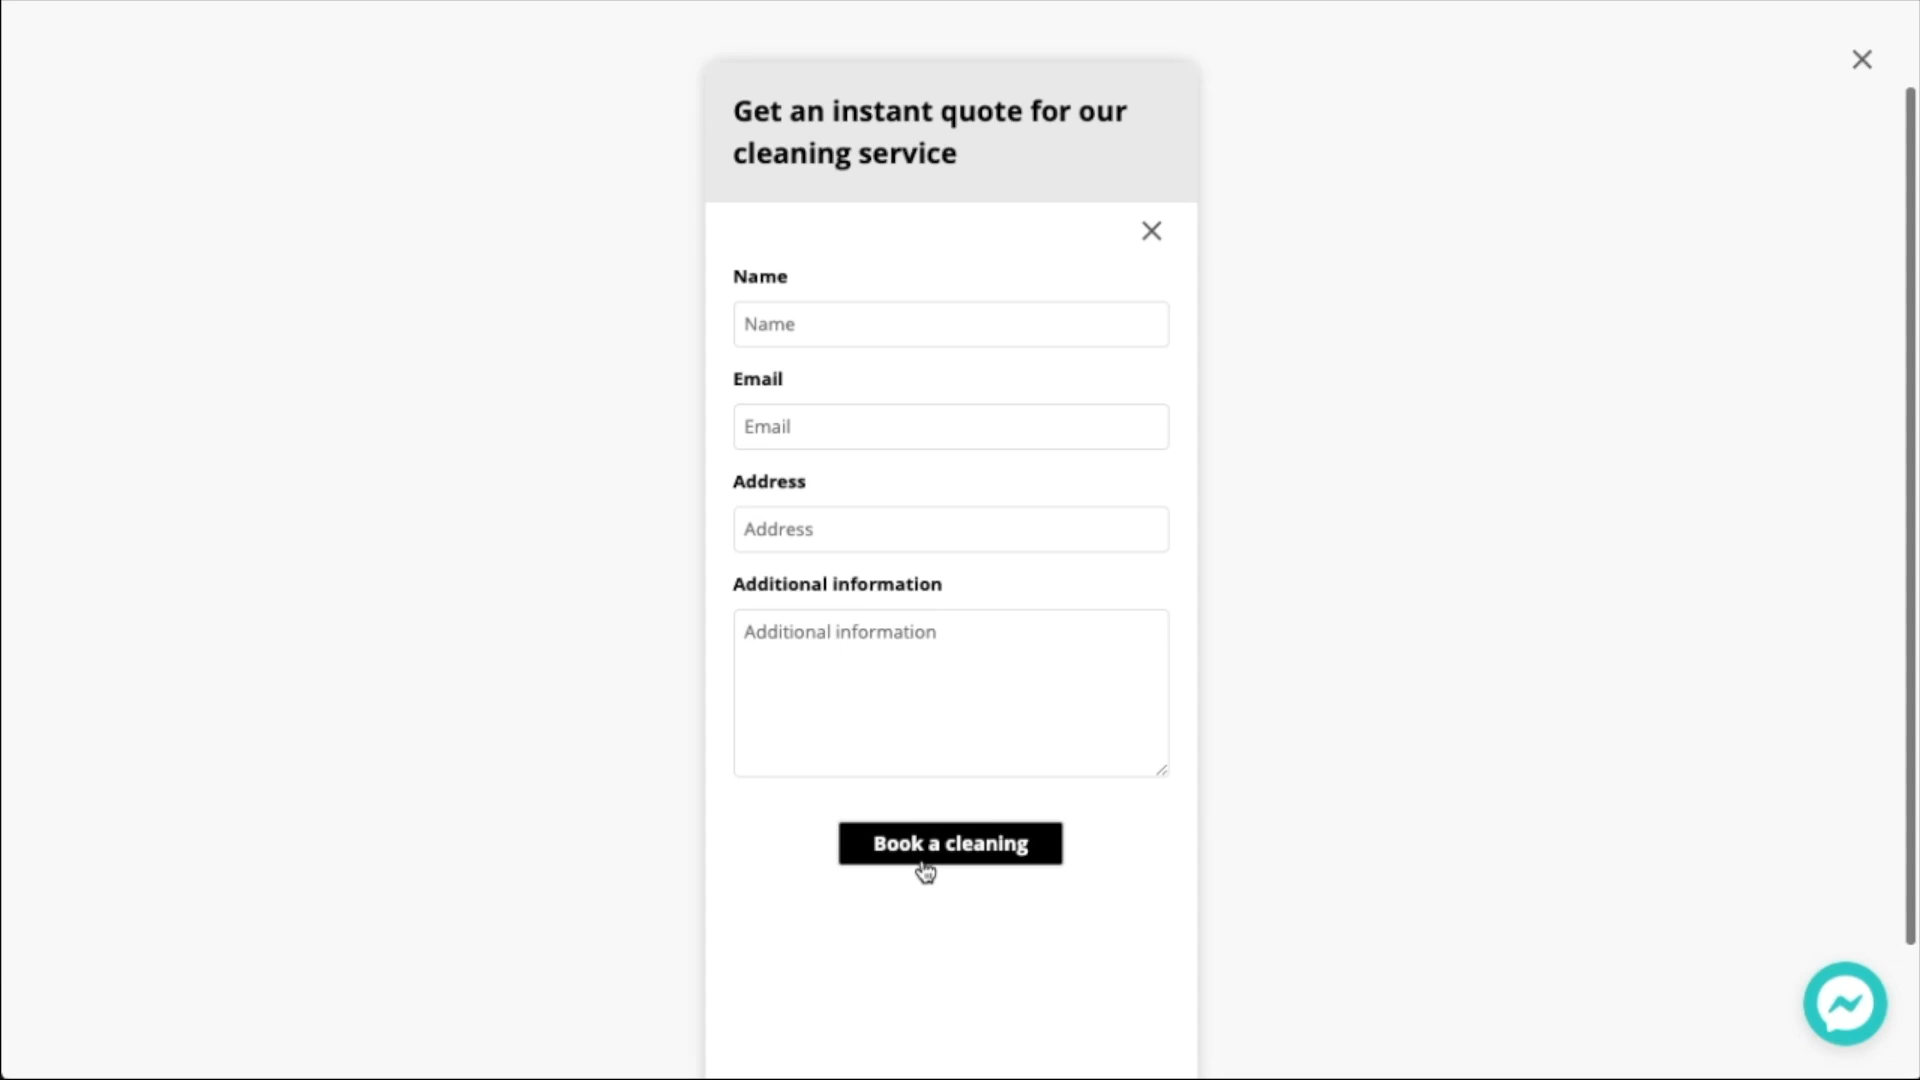 Get an instant quote for our
cleaning service
Name
Name
Email
Email
Address
Address
Additional information
Additional information
Book a cleaning